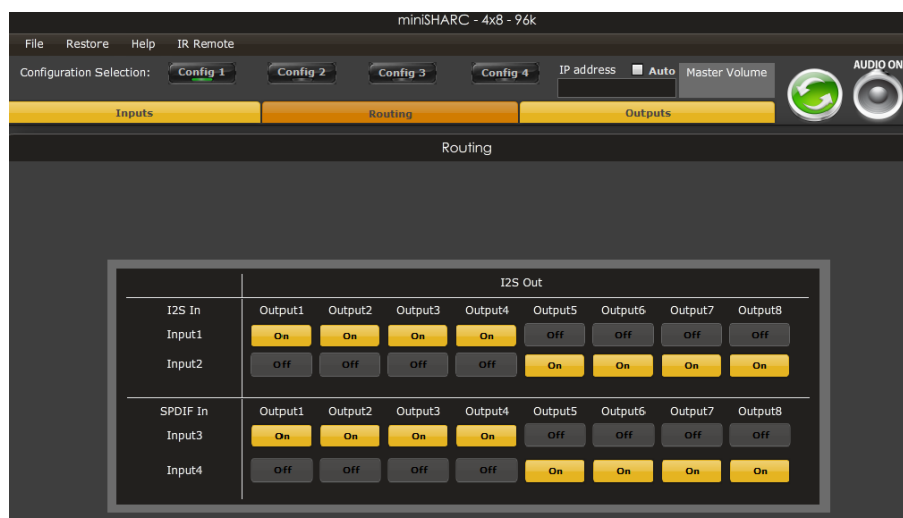 miniSHARC - 4x8 - 96k
File Restore Help IR Remote
Configuration Selection: Config 1 Config 2 Config 3 Config 4 IP address Auto Master Volume AUDIO ON
Inputs Routing Outputs
Routing
I2S Out
I2S In Output1 Output2 Output3 Output4 Output5 Output6 Output7 Output8
Input1 On On On On Off Off Off Off
Input2 Off Off Off Off On On On On
SPDIF In Output1 Output2 Output3 Output4 Output5 Output6 Output7 Output8
Input3 On On On On Off Off Off Off
Input4 Off Off Off Off On On On On